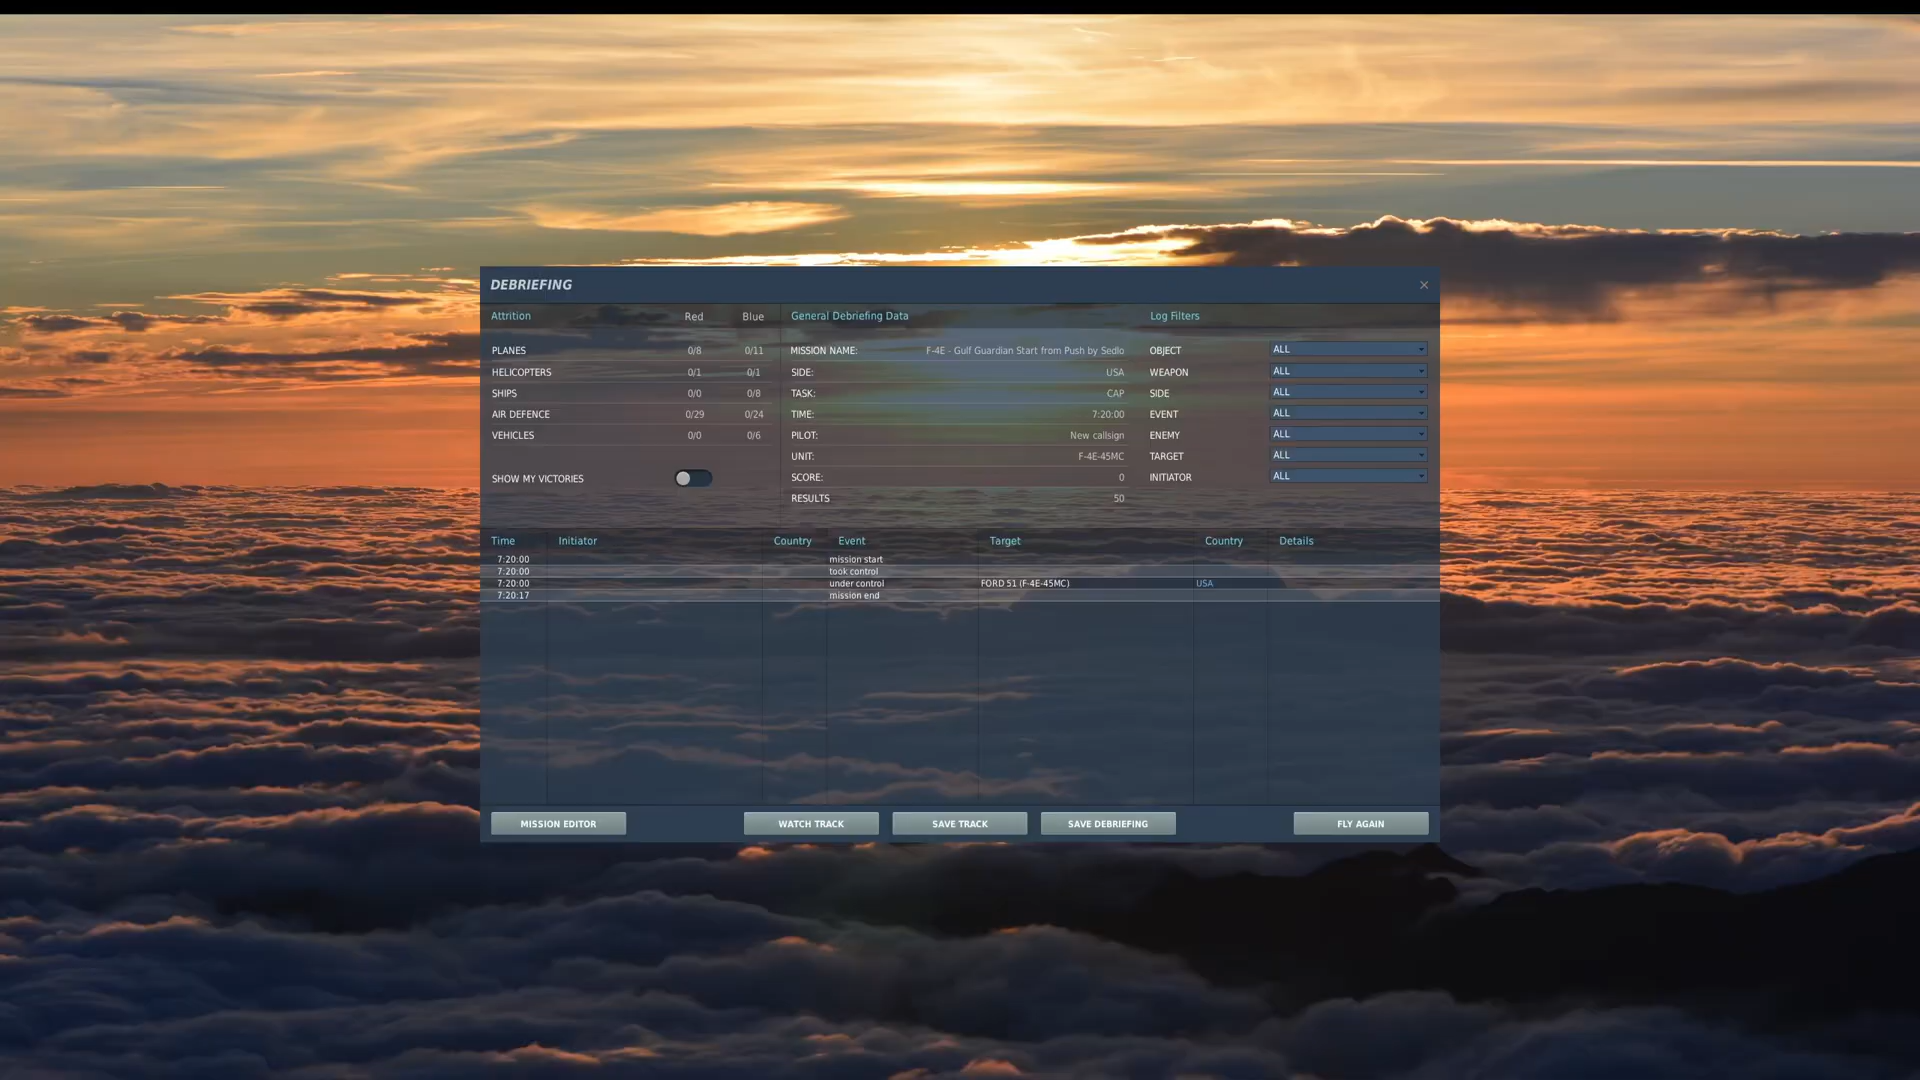 DEBRIEFING ×
Attrition Red Blue General Debriefing Data Log Filters
PLANES 0/8 0/11 MISSION NAME: F-4E - Gulf Guardian Start from Push by Sedlo OBJECT ALL
HELICOPTERS 0/1 0/1 SIDE: USA WEAPON ALL
SHIPS 0/0 0/8 TASK: CAP SIDE ALL
AIR DEFENCE 0/29 0/24 TIME: 7:20:00 EVENT ALL
VEHICLES 0/0 0/6 PILOT: New callsign ENEMY ALL
UNIT: F-4E-45MC TARGET ALL
SHOW MY VICTORIES SCORE: 0 INITIATOR ALL
RESULTS 50
Time Initiator Country Event Target Country Details
7:20:00 mission start
7:20:00 took control
7:20:00 under control FORD 51 (F-4E-45MC) USA
7:20:17 mission end
MISSION EDITOR WATCH TRACK SAVE TRACK SAVE DEBRIEFING FLY AGAIN